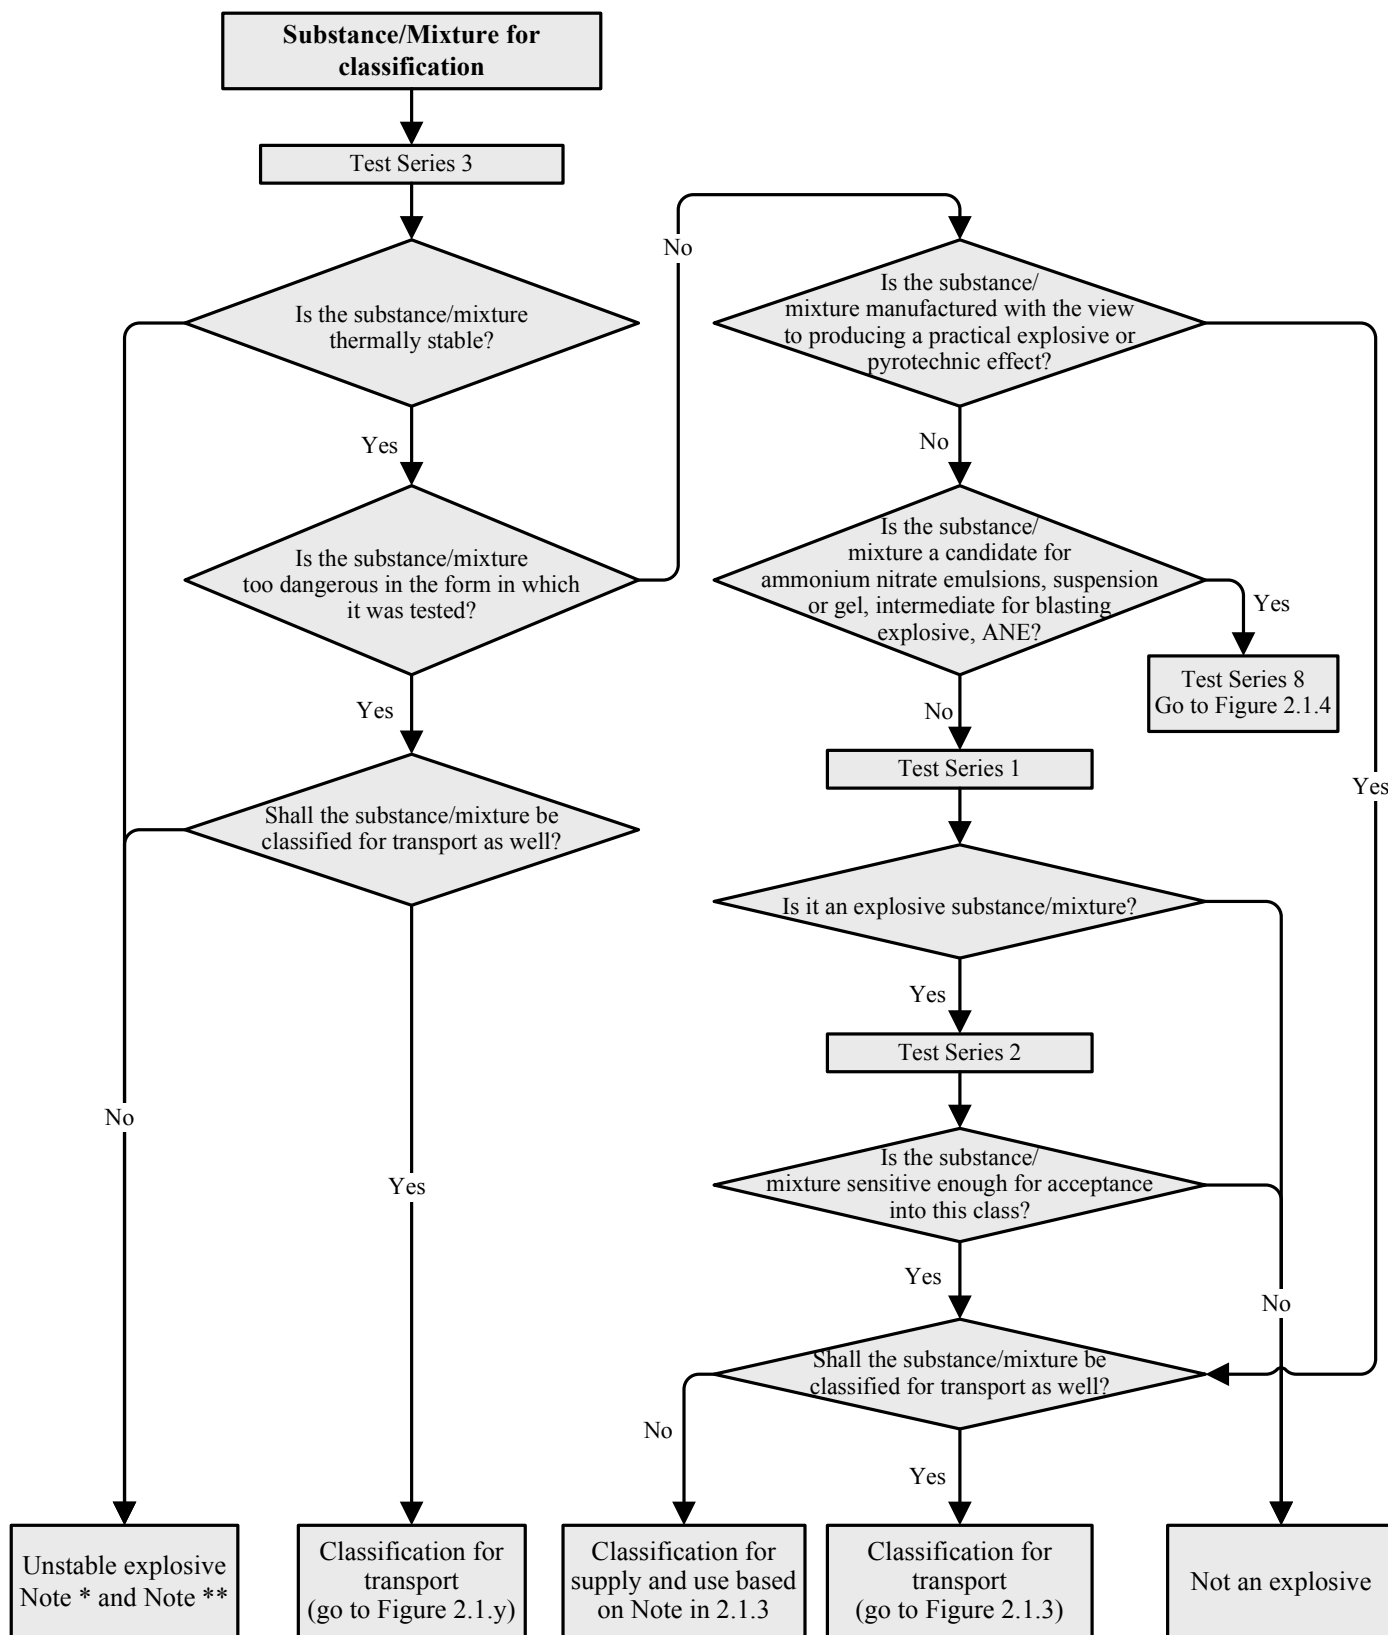 Substance/Mixture for
classification
Test Series 3
Is the substance/mixture
thermally stable?
Yes
No
Is the substance/mixture
too dangerous in the form in which
it was tested?
Yes
Shall the substance/mixture be
classified for transport as well?
No
Yes
Is the substance/
mixture manufactured with the view
to producing a practical explosive or
pyrotechnic effect?
No
Is the substance/
mixture a candidate for
ammonium nitrate emulsions, suspension
or gel, intermediate for blasting
explosive, ANE?
Yes
Test Series 8
Go to Figure 2.1.4
No
Yes
Test Series 1
Is it an explosive substance/mixture?
Yes
Test Series 2
Is the substance/
mixture sensitive enough for acceptance
into this class?
Yes
No
Shall the substance/mixture be
classified for transport as well?
No
Yes
Unstable explosive
Note * and Note **
Classification for
transport
(go to Figure 2.1.y)
Classification for
supply and use based
on Note in 2.1.3
Classification for
transport
(go to Figure 2.1.3)
Not an explosive